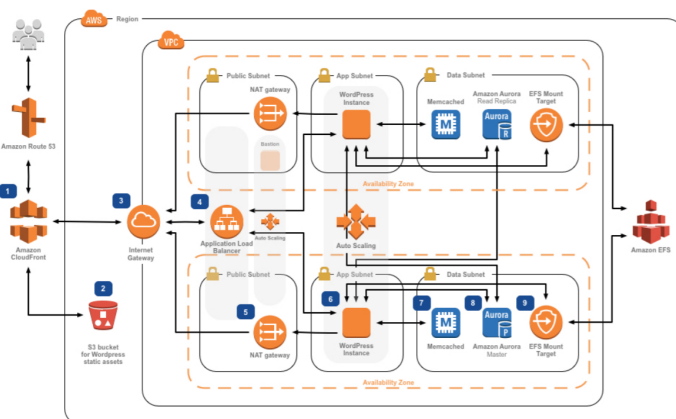 AWS
Region
VPC
Public Subnet
App Subnet
Data Subnet
NAT gateway
WordPress
Instance
Memcached
Amazon Aurora
Read Replica
EFS Mount
Target
M
Aurora
R
Amazon Route 53
Bastion
Availability Zone
1
Amazon
CloudFront
3
Internet
Gateway
4
Application Load
Balancer
Auto Scaling
Auto Scaling
Amazon EFS
2
S3 bucket
for Wordpress
static assets
Public Subnet
App Subnet
Data Subnet
5
NAT gateway
6
WordPress
Instance
7
M
Memcached
8
Aurora
P
Amazon Aurora
Master
9
EFS Mount
Target
Availability Zone